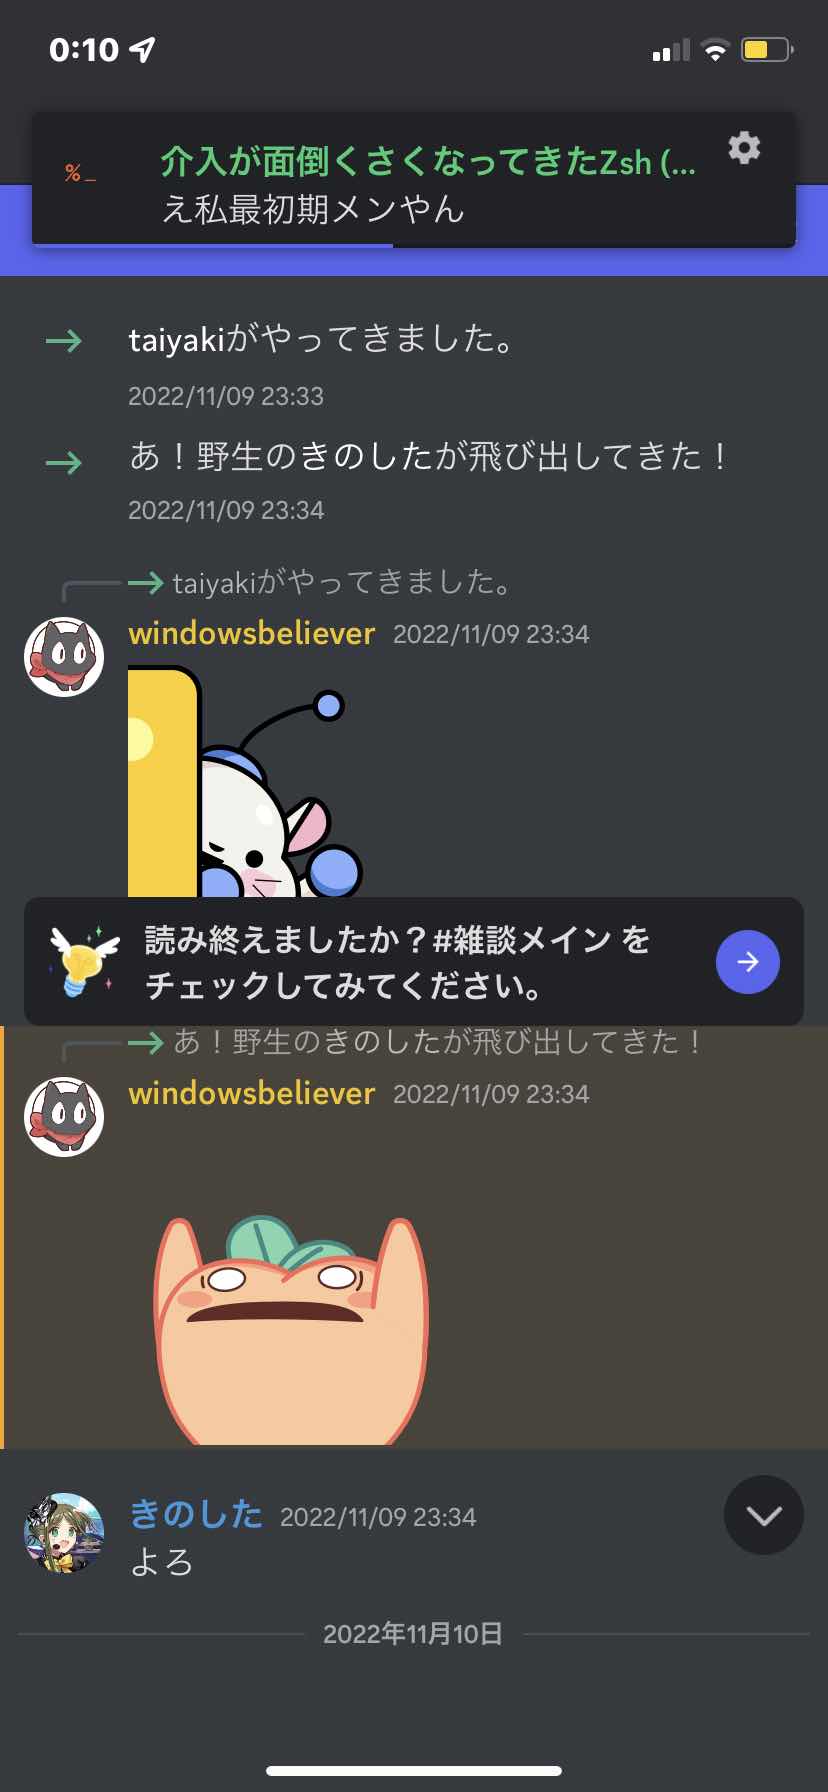 0:10
%_
介入が面倒くさくなってきたZsh (...
え私最初期メンやん
taiyakiがやってきました。
2022/11/09 23:33
あ！野生のきのしたが飛び出してきた！
2022/11/09 23:34
taiyakiがやってきました。
windowsbeliever 2022/11/09 23:34
読み終えましたか？#雑談メイン を
チェックしてみてください。
あ！野生のきのしたが飛び出してきた！
windowsbeliever 2022/11/09 23:34
きのした 2022/11/09 23:34
よろ
2022年11月10日